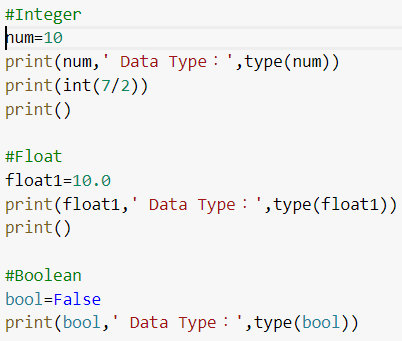 #Integer
num=10
print(num,' Data Type：',type(num))
print(int(7/2))
print()
#Float
float1=10.0
print(float1,' Data Type：',type(float1))
print()
#Boolean
bool=False
print(bool,' Data Type：',type(bool))